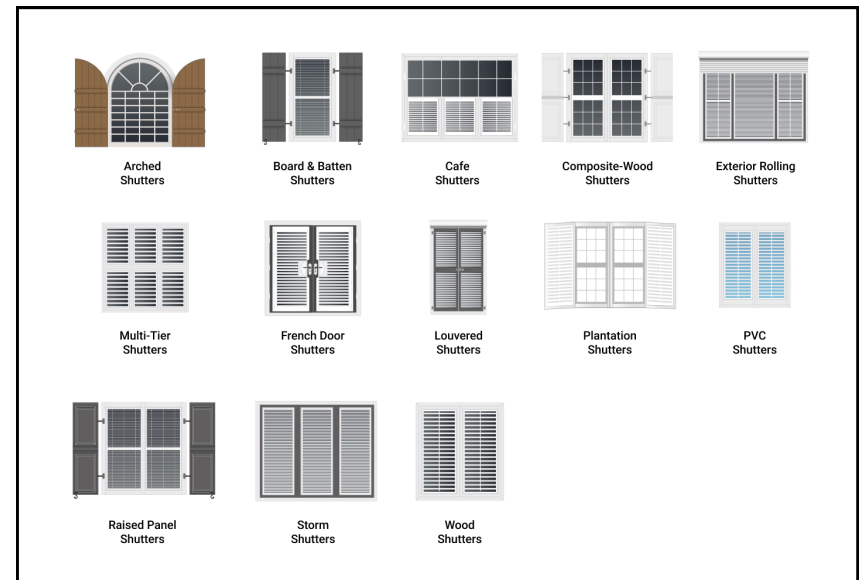 Arched
Shutters
Board & Batten
Shutters
Cafe
Shutters
Composite-Wood
Shutters
Exterior Rolling
Shutters
Multi-Tier
Shutters
French Door
Shutters
Louvered
Shutters
Plantation
Shutters
PVC
Shutters
Raised Panel
Shutters
Storm
Shutters
Wood
Shutters